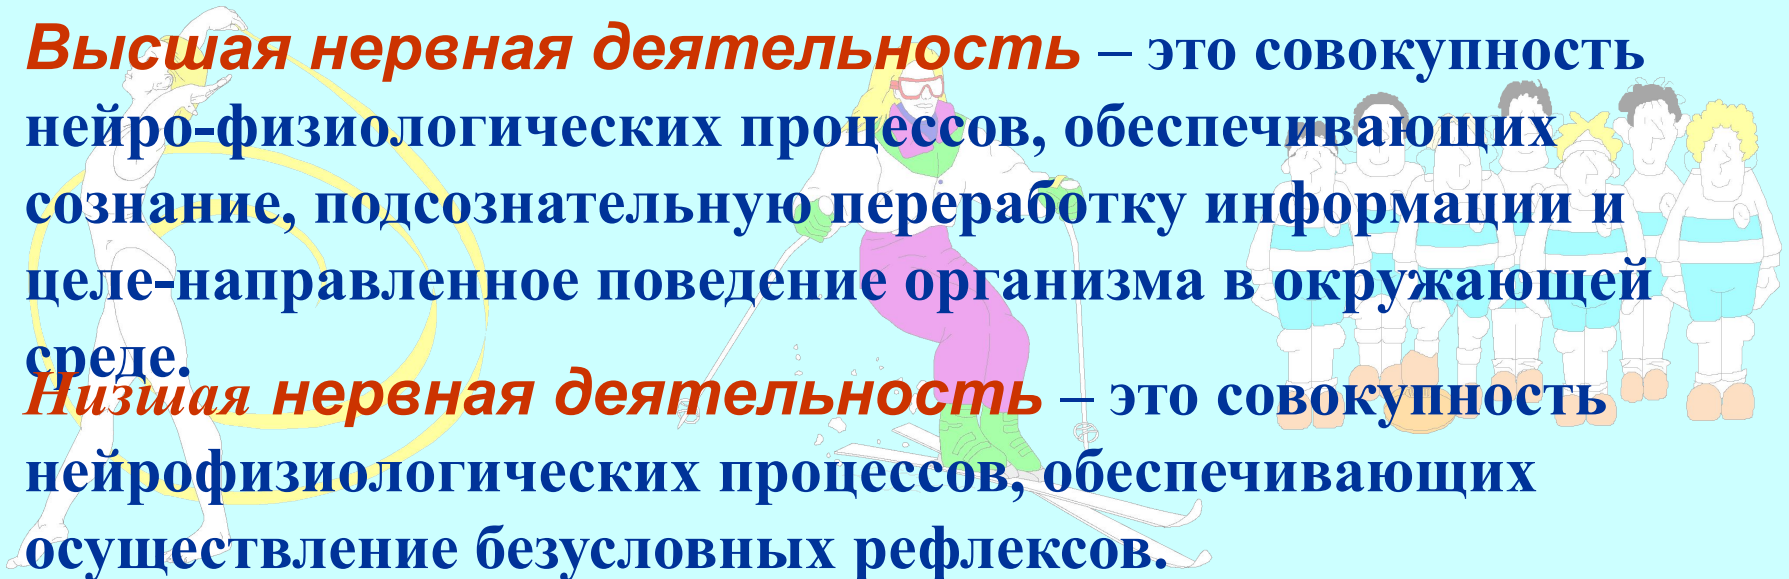 Высшая нервная деятельность – это совокупность
нейро-физиологических процессов, обеспечивающих
сознание, подсознательную переработку информации и
целе-направленное поведение организма в окружающей
среде.
Низшая нервная деятельность – это совокупность
нейрофизиологических процессов, обеспечивающих
осуществление безусловных рефлексов.